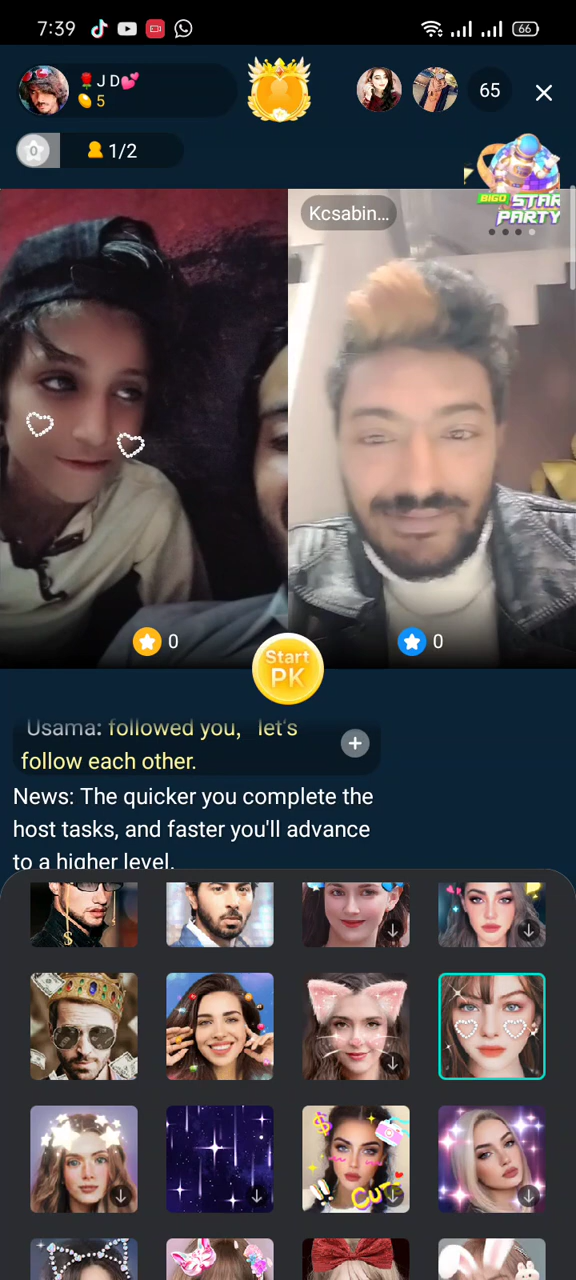 7:39
66
🌹J D💕
5
65
0
1/2
BIGO STAR
PARTY
Kcsabin...
0
0
Start
PK
Usama: followed you, let's
follow each other.
News: The quicker you complete the
host tasks, and faster you'll advance
to a higher level.
$
$
!!
Cute